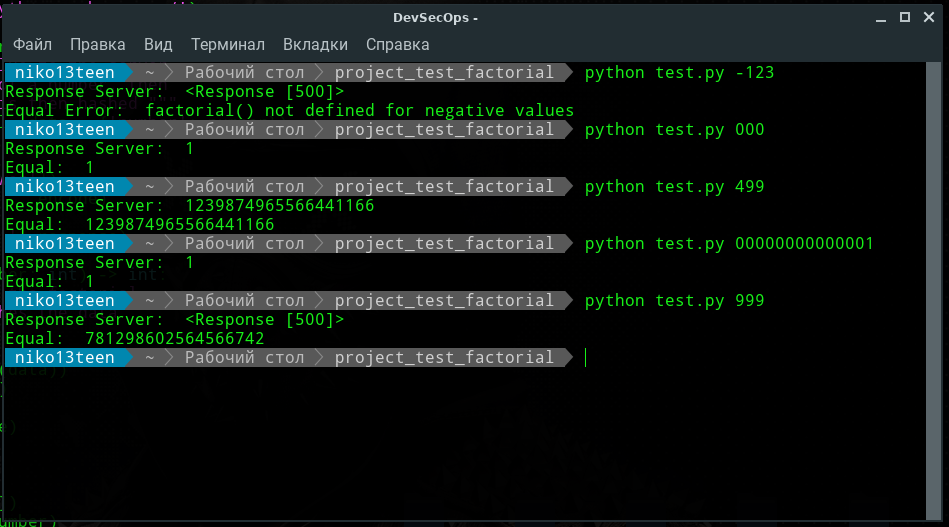 DevSecOps -
Файл Правка Вид Терминал Вкладки Справка
niko13teen ~ Рабочий стол project_test_factorial python test.py -123
Response Server: <Response [500]>
Equal Error: factorial() not defined for negative values
niko13teen ~ Рабочий стол project_test_factorial python test.py 000
Response Server: 1
Equal: 1
niko13teen ~ Рабочий стол project_test_factorial python test.py 499
Response Server: 1239874965566441166
Equal: 1239874965566441166
niko13teen ~ Рабочий стол project_test_factorial python test.py 00000000000001
Response Server: 1
Equal: 1
niko13teen ~ Рабочий стол project_test_factorial python test.py 999
Response Server: <Response [500]>
Equal: 781298602564566742
niko13teen ~ Рабочий стол project_test_factorial